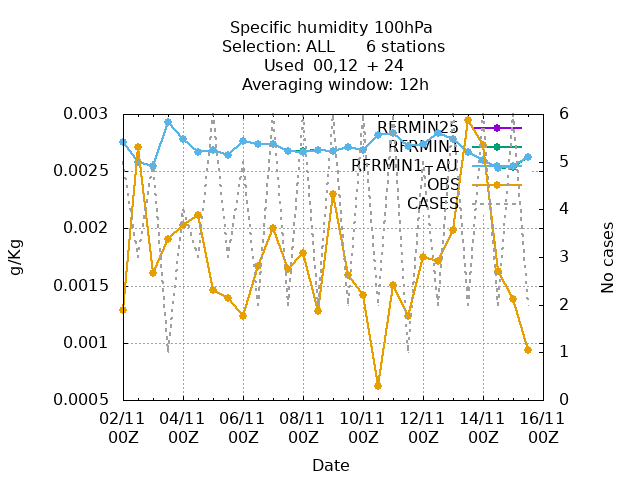 Specific humidity 100hPa
Selection: ALL 6 stations
Used 00,12 + 24
Averaging window: 12h
0.003
0.0025
0.002
0.0015
0.001
0.0005
g/Kg
RFRMIN25
RFRMIN1
RFRMIN1-AU
OBS
CASES
6
5
4
3
2
1
0
No cases
02/11 04/11 06/11 08/11 10/11 12/11 14/11 16/11
00Z 00Z 00Z 00Z 00Z 00Z 00Z 00Z
Date